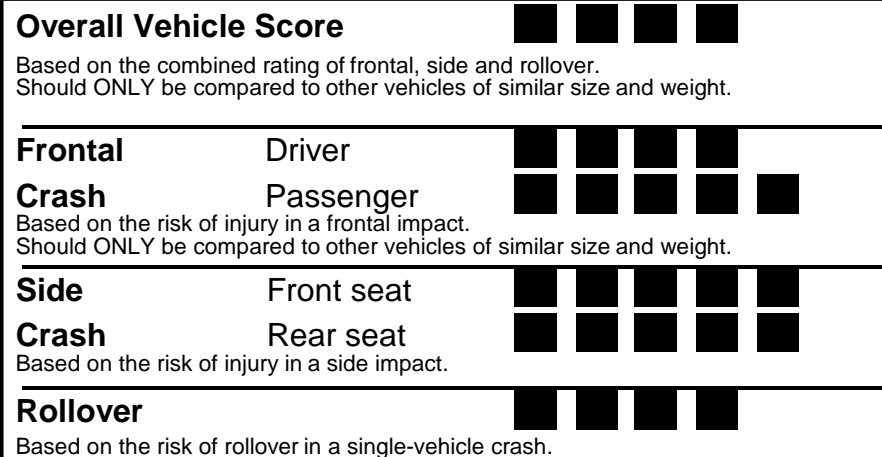 Overall Vehicle Score
Based on the combined rating of frontal, side and rollover.
Should ONLY be compared to other vehicles of similar size and weight.
Frontal Driver
Crash Passenger
Based on the risk of injury in a frontal impact.
Should ONLY be compared to other vehicles of similar size and weight.
Side Front seat
Crash Rear seat
Based on the risk of injury in a side impact.
Rollover
Based on the risk of rollover in a single-vehicle crash.